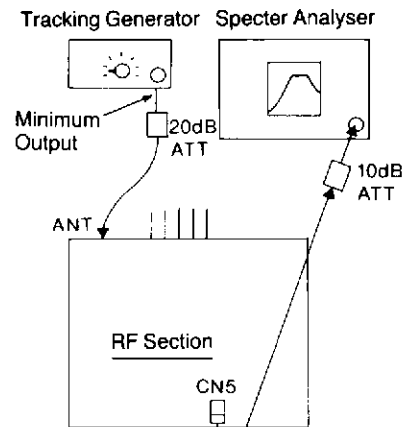 Tracking Generator
Specter Analyser
Minimum
Output
20dB
ATT
10dB
ATT
ANT
RF Section
CN5